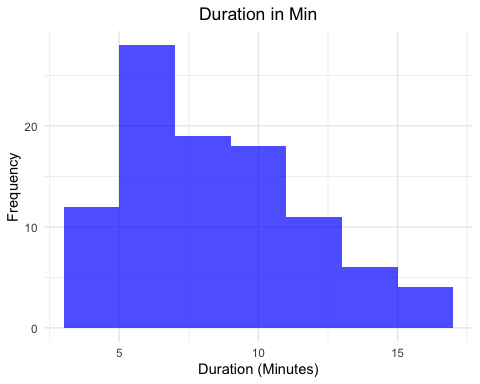 Duration in Min
Frequency
20
10
0
5 10 15
Duration (Minutes)